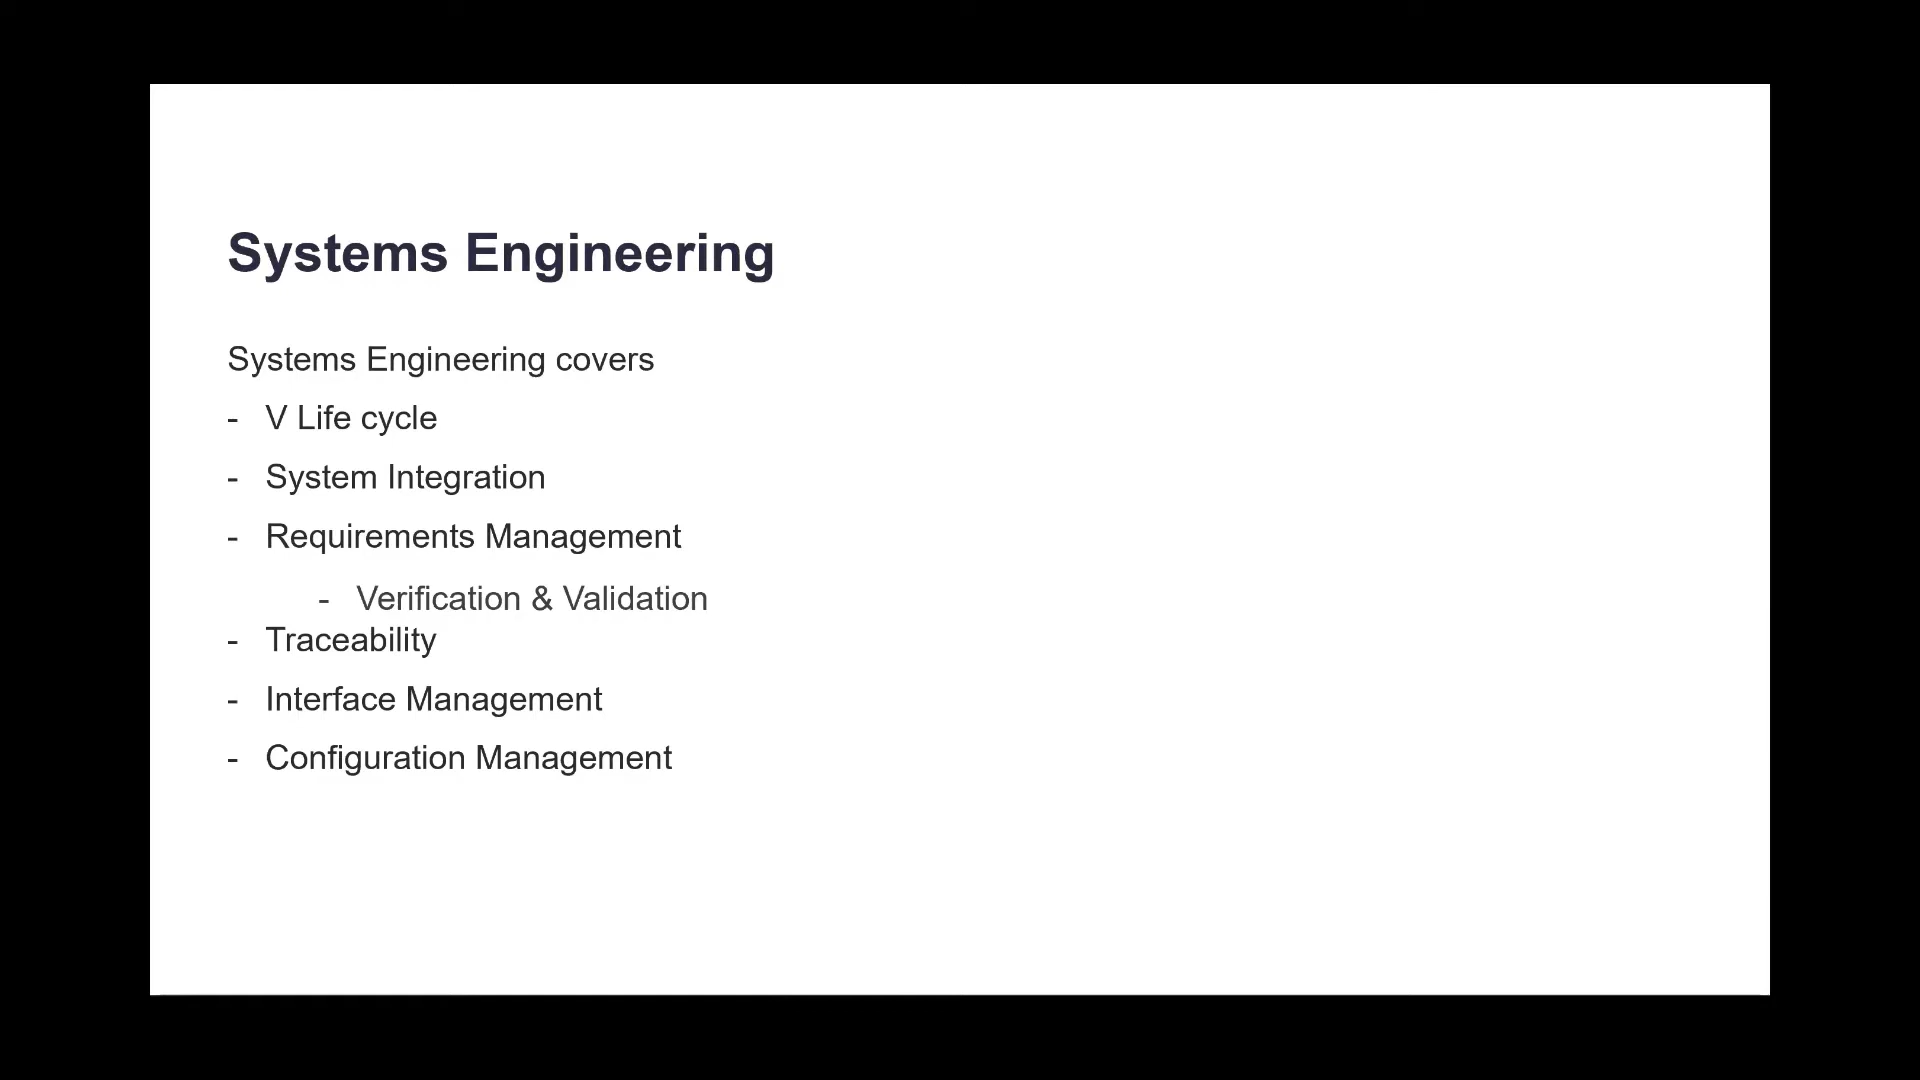 Systems Engineering
Systems Engineering covers
- V Life cycle
- System Integration
- Requirements Management
- Verification & Validation
- Traceability
- Interface Management
- Configuration Management